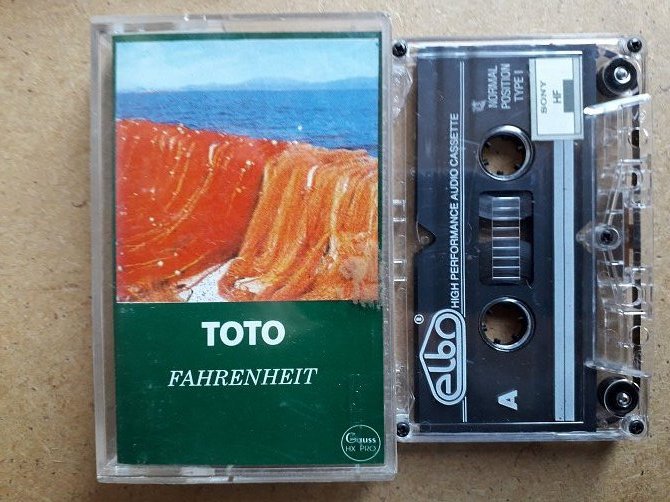 TOTO
FAHRENHEIT
Gauss
HX PRO
NORMAL
POSITION
TYPE I
SONY
HF
HIGH PERFORMANCE AUDIO CASSETTE
elbo
®
A